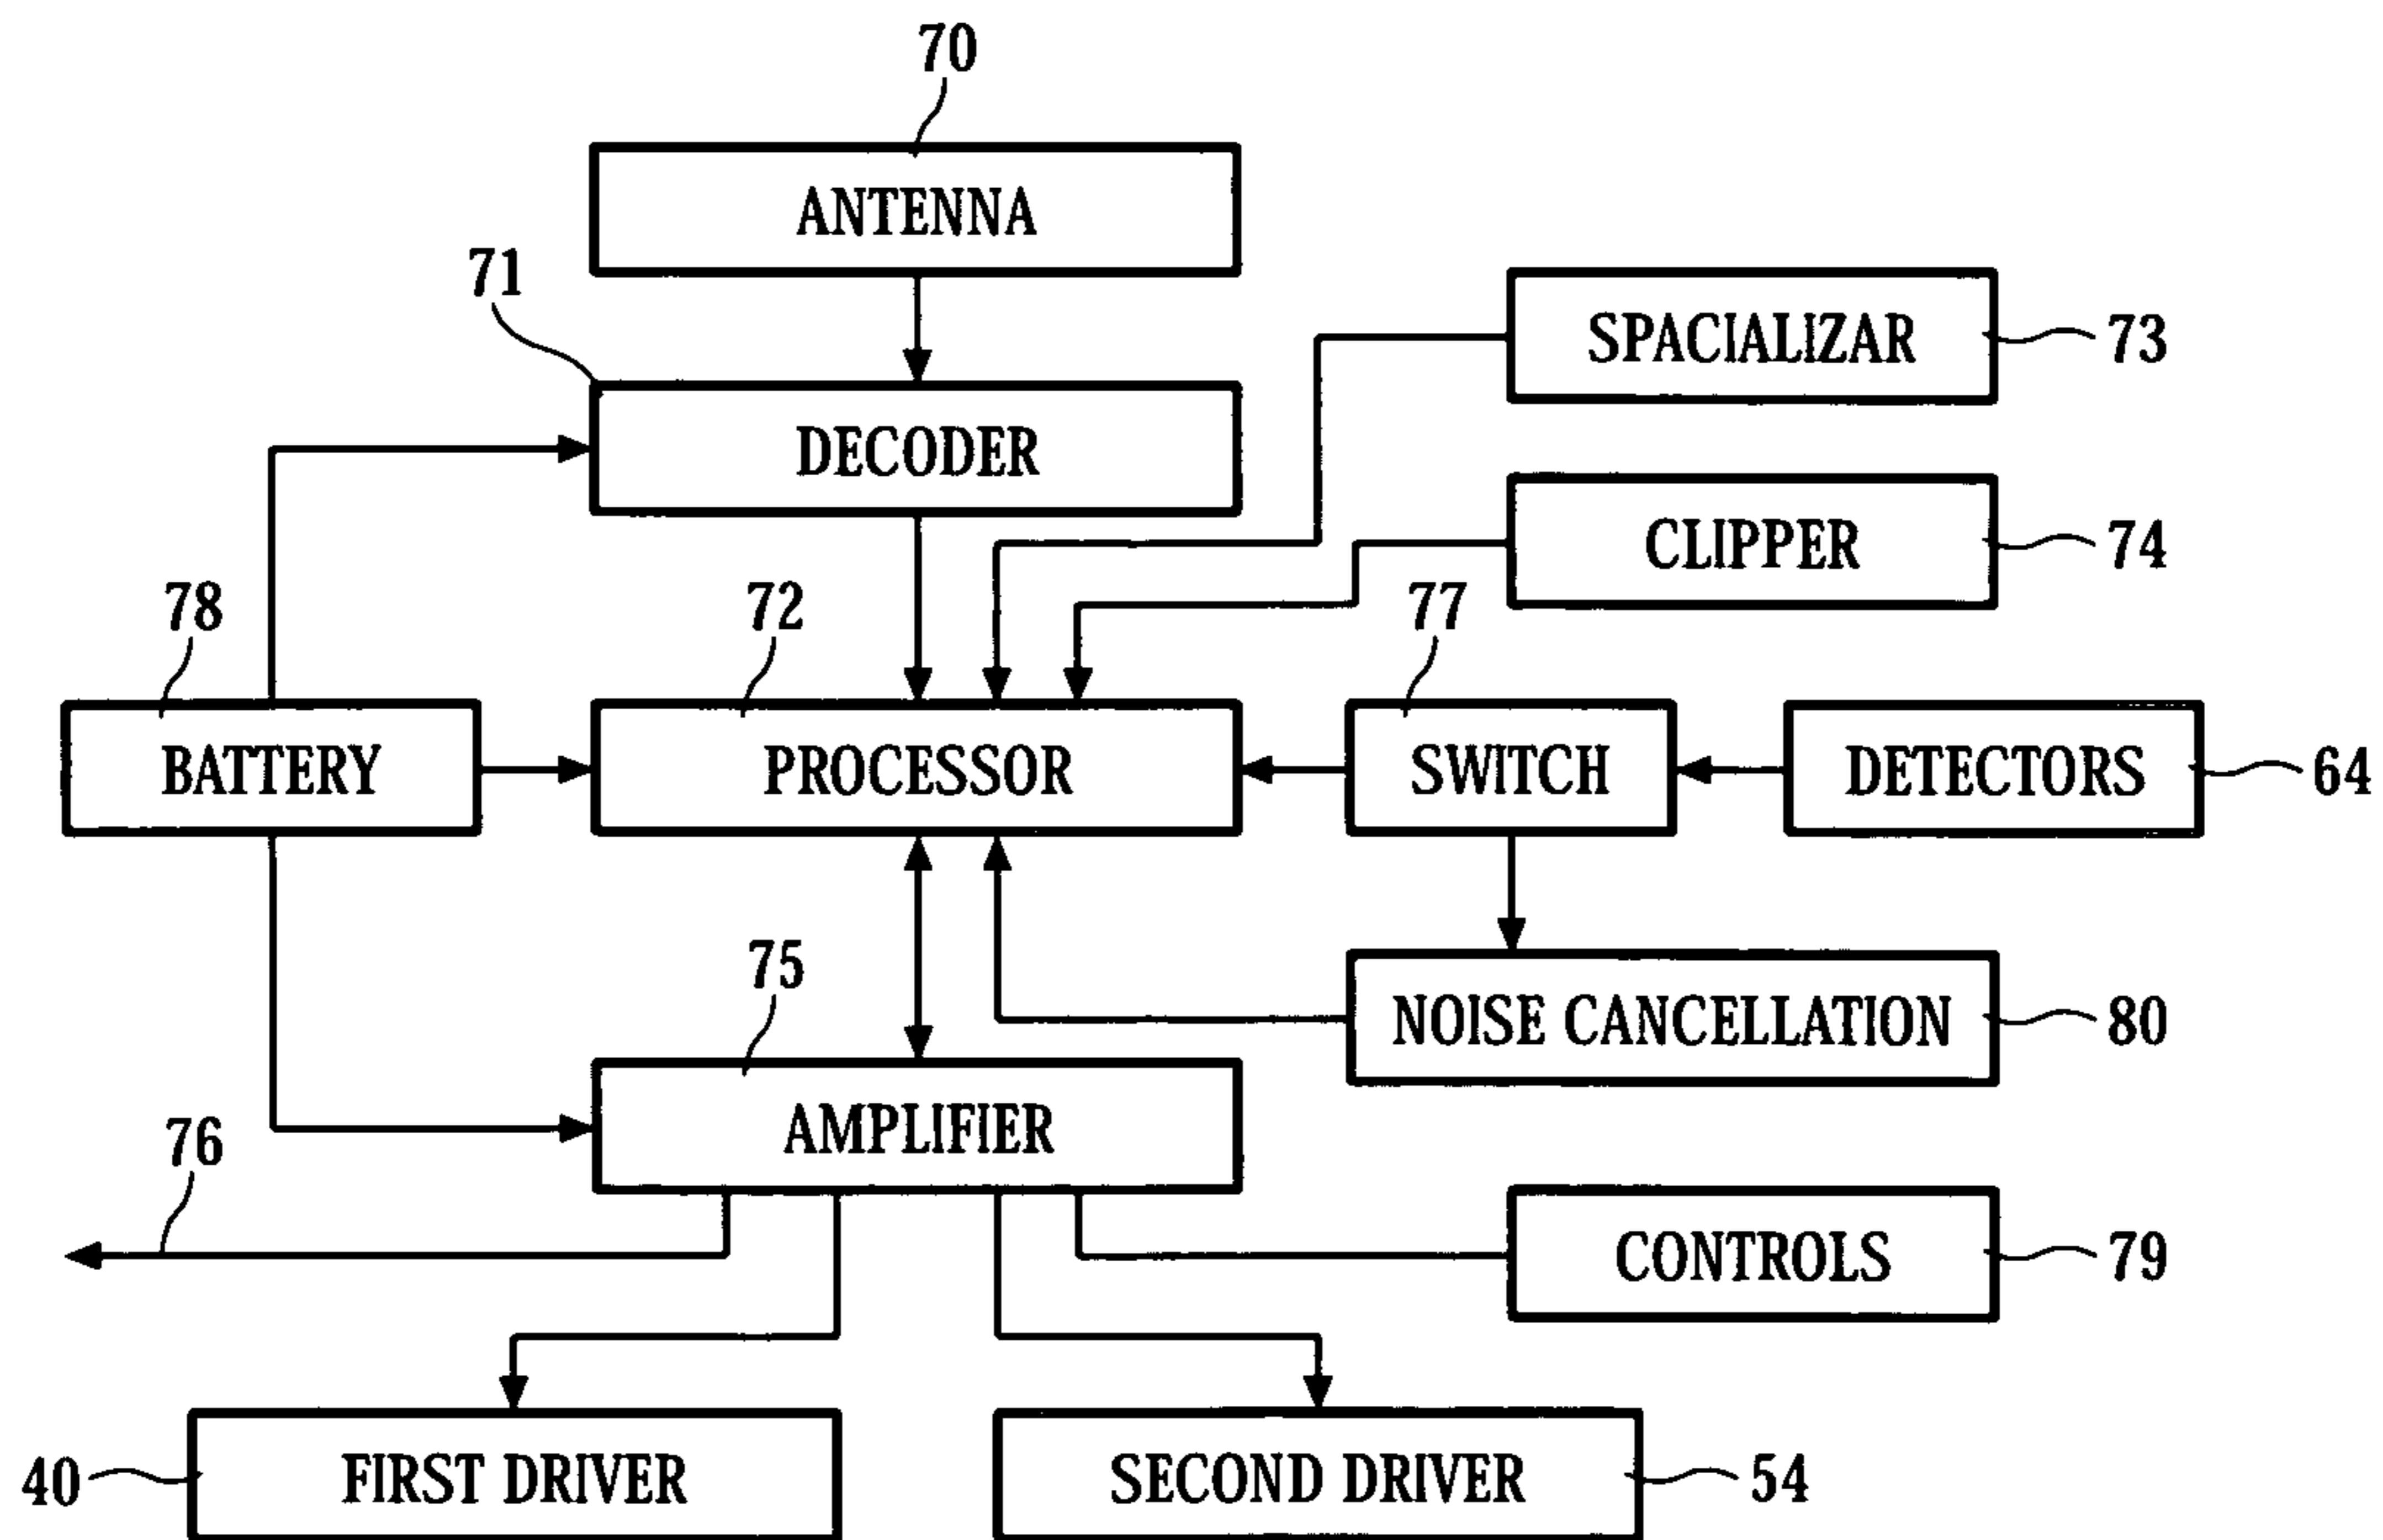 70
ANTENNA
71
SPACIALIZAR
73
DECODER
CLIPPER
74
78
72
77
BATTERY
PROCESSOR
SWITCH
DETECTORS
64
75
NOISE CANCELLATION
80
AMPLIFIER
76
CONTROLS
79
40
FIRST DRIVER
SECOND DRIVER
54